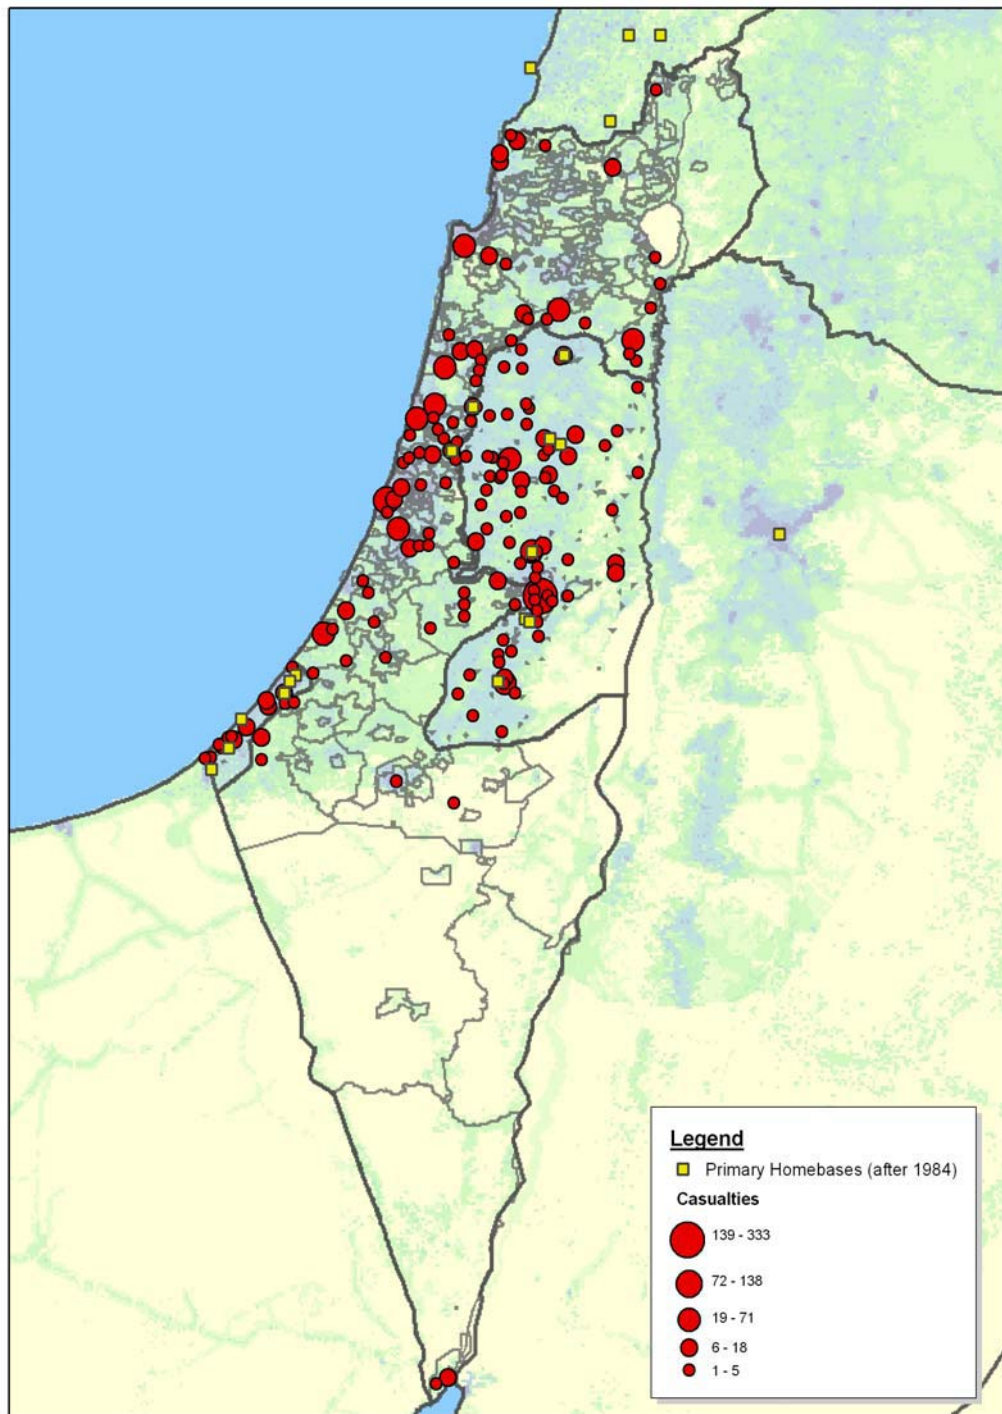 Legend
Primary Homebases (after 1984)
Casualties
139 - 333
72 - 138
19 - 71
6 - 18
1 - 5